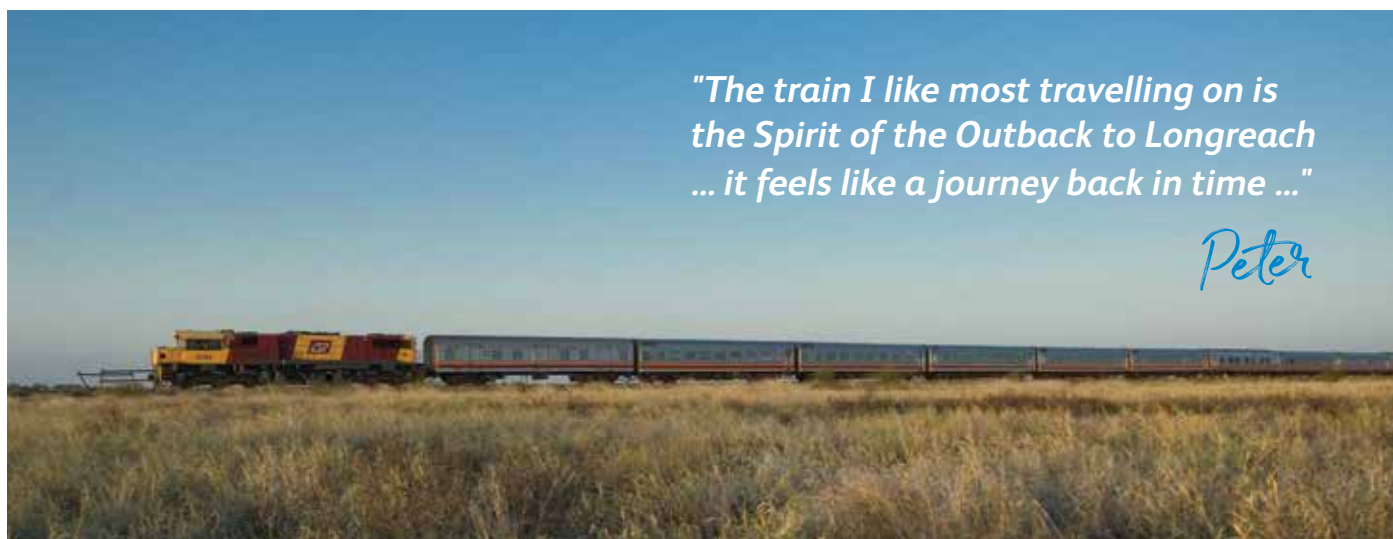 "The train I like most travelling on is
the Spirit of the Outback to Longreach
... it feels like a journey back in time ..."
Peter